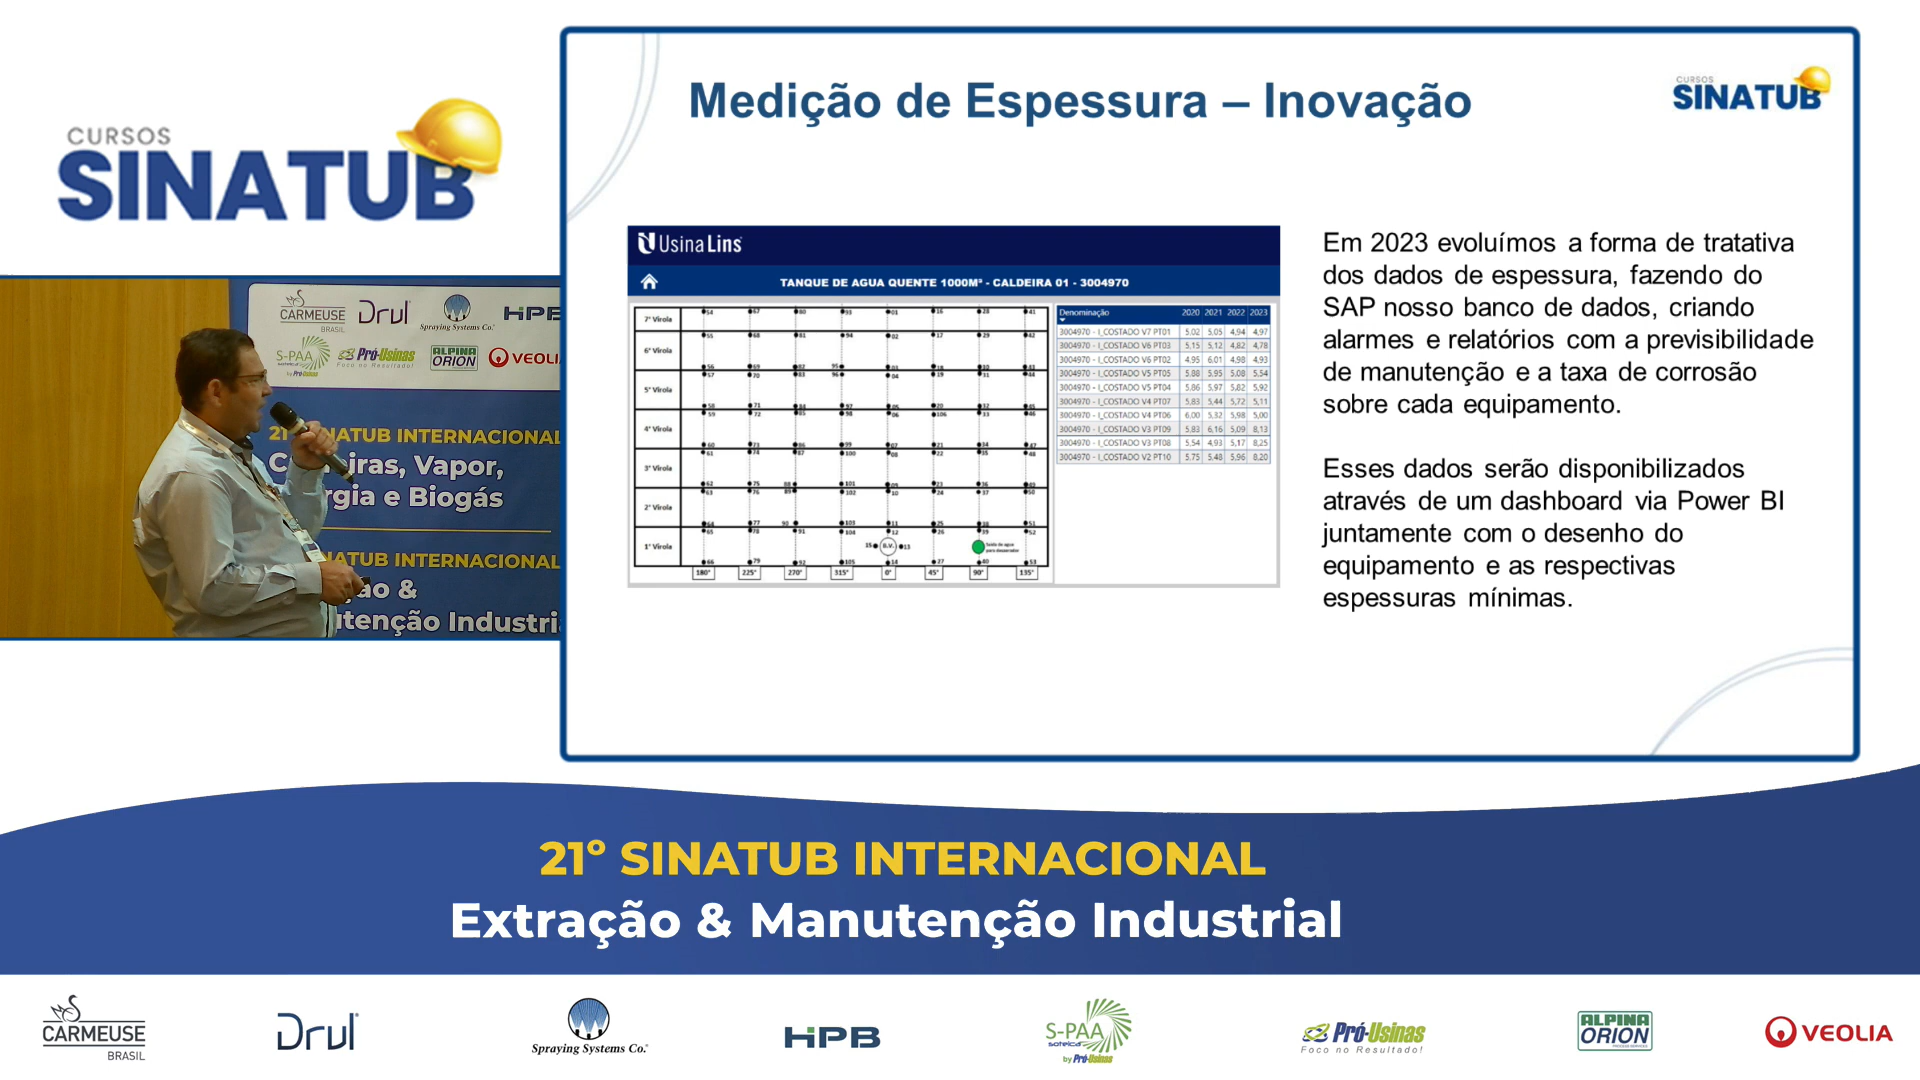 CURSOS
SINATUB
CARMEUSE
BRASIL
Drul
Spraying Systems Co.
HPB
S-PAA
soteica
by Pró-Usinas
Pró-Usinas
Foco no Resultado!
ALPINA
ORION
VEOLI
SINATUB INTERNACIONAL
Vapor,
e Biogás
INTERNACIONAL
&
Industri
Medição de Espessura – Inovação
CURSOS
SINATUB
Usina Lins
TANQUE DE AGUA QUENTE 1000M³ - CALDEIRA 01 - 3004970
7ª Virola
6ª Virola
5ª Virola
4ª Virola
3ª Virola
2ª Virola
1ª Virola
B.V.
Saída de agua
para desaerador
180° 225° 270° 315° 0° 45° 90° 135°
Denominação 2020 2021 2022 2023
3004970 - I_COSTADO V7 PT01 5,02 5,05 4,94 4,97
3004970 - I_COSTADO V6 PT03 5,15 5,12 4,82 4,78
3004970 - I_COSTADO V6 PT02 4,95 6,01 4,98 4,93
3004970 - I_COSTADO V5 PT05 5,88 5,95 5,08 5,54
3004970 - I_COSTADO V5 PT04 5,86 5,97 5,82 5,92
3004970 - I_COSTADO V4 PT07 5,83 5,44 5,72 5,11
3004970 - I_COSTADO V4 PT06 6,00 5,32 5,98 5,00
3004970 - I_COSTADO V3 PT09 5,83 6,16 5,09 8,13
3004970 - I_COSTADO V3 PT08 5,54 4,93 5,17 8,25
3004970 - I_COSTADO V2 PT10 5,75 5,48 5,96 8,20
Em 2023 evoluímos a forma de tratativa
dos dados de espessura, fazendo do
SAP nosso banco de dados, criando
alarmes e relatórios com a previsibilidade
de manutenção e a taxa de corrosão
sobre cada equipamento.
Esses dados serão disponibilizados
através de um dashboard via Power BI
juntamente com o desenho do
equipamento e as respectivas
espessuras mínimas.
21º SINATUB INTERNACIONAL
Extração & Manutenção Industrial
CARMEUSE
BRASIL
Drul
Spraying Systems Co.
HPB
S-PAA
soteica
by Pró-Usinas
Pró-Usinas
Foco no Resultado!
ALPINA
ORION
VEOLIA